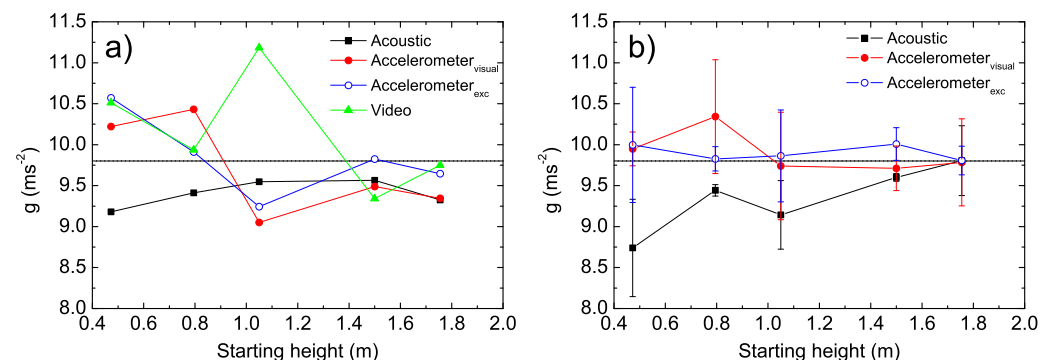 a)
Acoustic
Accelerometer_visual
Accelerometer_exc
Video
11.5
11.0
10.5
10.0
9.5
9.0
8.5
8.0
g (ms⁻²)
0.4 0.6 0.8 1.0 1.2 1.4 1.6 1.8 2.0
Starting height (m)
b)
Acoustic
Accelerometer_visual
Accelerometer_exc
11.5
11.0
10.5
10.0
9.5
9.0
8.5
8.0
g (ms⁻²)
0.4 0.6 0.8 1.0 1.2 1.4 1.6 1.8 2.0
Starting height (m)